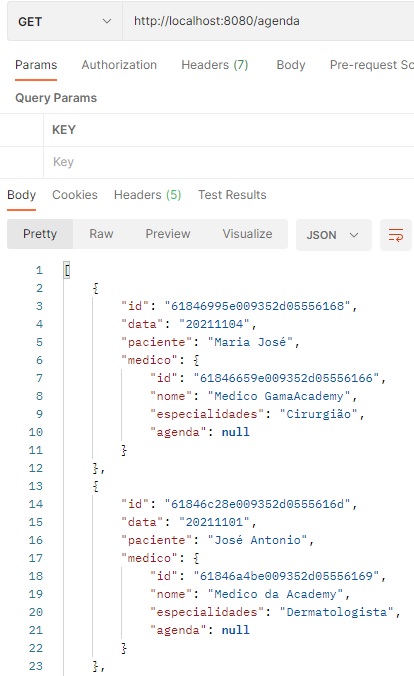 GET http://localhost:8080/agenda
Params Authorization Headers (7) Body Pre-request Sc
Query Params
KEY
Key
Body Cookies Headers (5) Test Results
Pretty Raw Preview Visualize JSON
1 [
2 {
3 "id": "61846995e009352d05556168",
4 "data": "20211104",
5 "paciente": "Maria José",
6 "medico": {
7 "id": "61846659e009352d05556166",
8 "nome": "Medico GamaAcademy",
9 "especialidades": "Cirurgião",
10 "agenda": null
11 }
12 },
13 {
14 "id": "61846c28e009352d0555616d",
15 "data": "20211101",
16 "paciente": "José Antonio",
17 "medico": {
18 "id": "61846a4be009352d05556169",
19 "nome": "Medico da Academy",
20 "especialidades": "Dermatologista",
21 "agenda": null
22 }
23 },